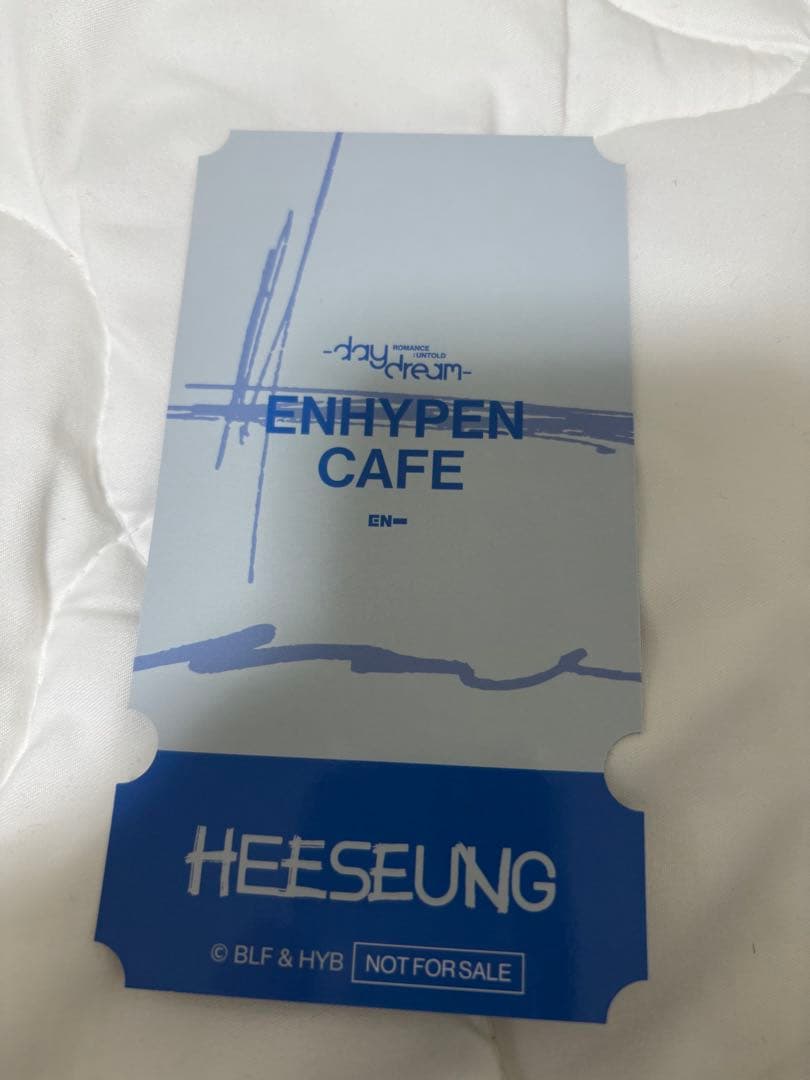 -day dream-
ROMANCE
: UNTOLD
ENHYPEN
CAFE
EN-
HEESEUNG
© BLF & HYB NOT FOR SALE